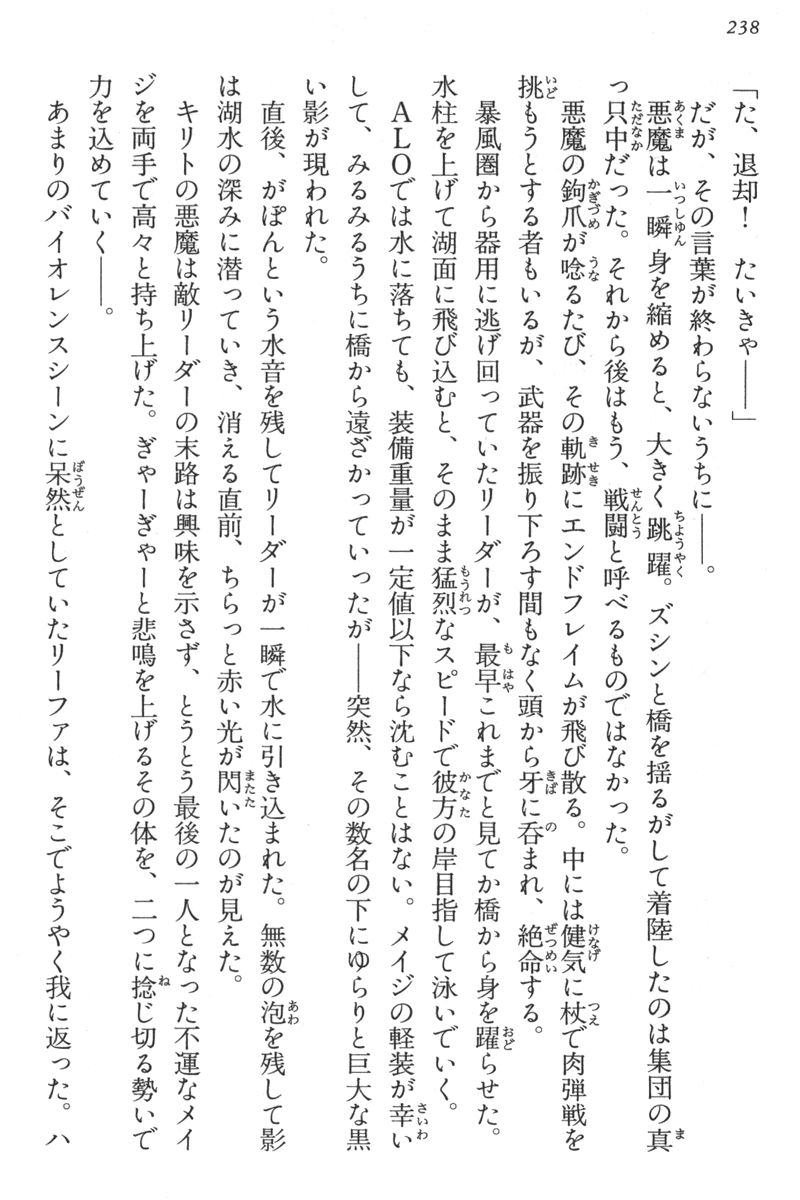 238
「た、退却！　たいきゃ――」
だが、その言葉が終わらないうちに――。
悪魔は一瞬身を縮めると、大きく跳躍。ズシンと橋を揺るがして着陸したのは集団の真
っ只中だった。それから後はもう、戦闘と呼べるものではなかった。
悪魔の鉤爪が唸るたび、その軌跡にエンドフレイムが飛び散る。中には健気に杖で肉弾戦を
挑もうとする者もいるが、武器を振り下ろす間もなく頭から牙に呑まれ、絶命する。
暴風圏から器用に逃げ回っていたリーダーが、最早これまでと見てか橋から身を躍らせた。
水柱を上げて湖面に飛び込むと、そのまま猛烈なスピードで彼方の岸目指して泳いでいく。
ＡＬＯでは水に落ちても、装備重量が一定値以下なら沈むことはない。メイジの軽装が幸い
して、みるみるうちに橋から遠ざかっていったが――突然、その数名の下にゆらりと巨大な黒
い影が現われた。
直後、がぽんという水音を残してリーダーが一瞬で水に引き込まれた。無数の泡を残して影
は湖水の深みに潜っていき、消える直前、ちらっと赤い光が閃いたのが見えた。
キリトの悪魔は敵リーダーの末路は興味を示さず、とうとう最後の一人となった不運なメイ
ジを両手で高々と持ち上げた。ぎゃーぎゃーと悲鳴を上げるその体を、二つに捻じ切る勢いで
力を込めていく――。
あまりのバイオレンスシーンに呆然としていたリーファは、そこでようやく我に返った。ハ